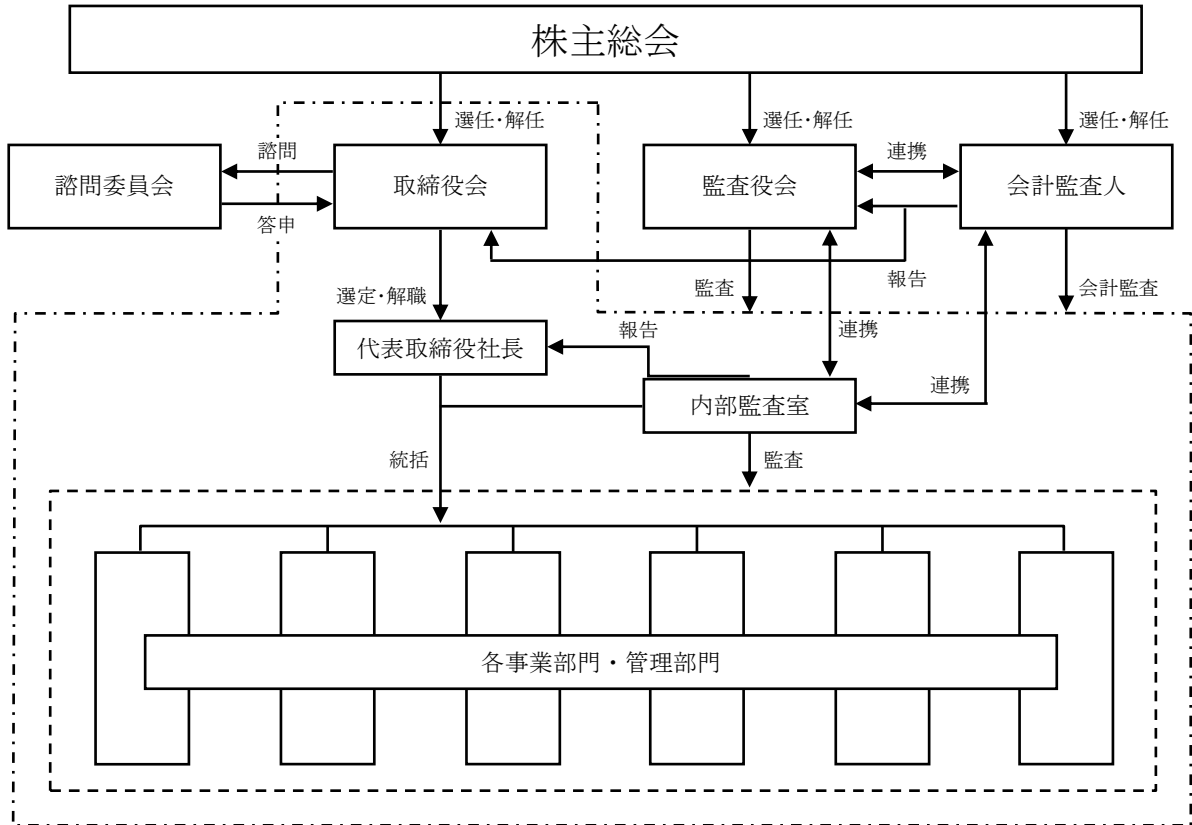 株主総会
選任・解任
選任・解任
選任・解任
諮問
連携
諮問委員会
取締役会
監査役会
会計監査人
答申
報告
選定・解職
監査
会計監査
報告
連携
代表取締役社長
連携
内部監査室
統括
監査
各事業部門・管理部門